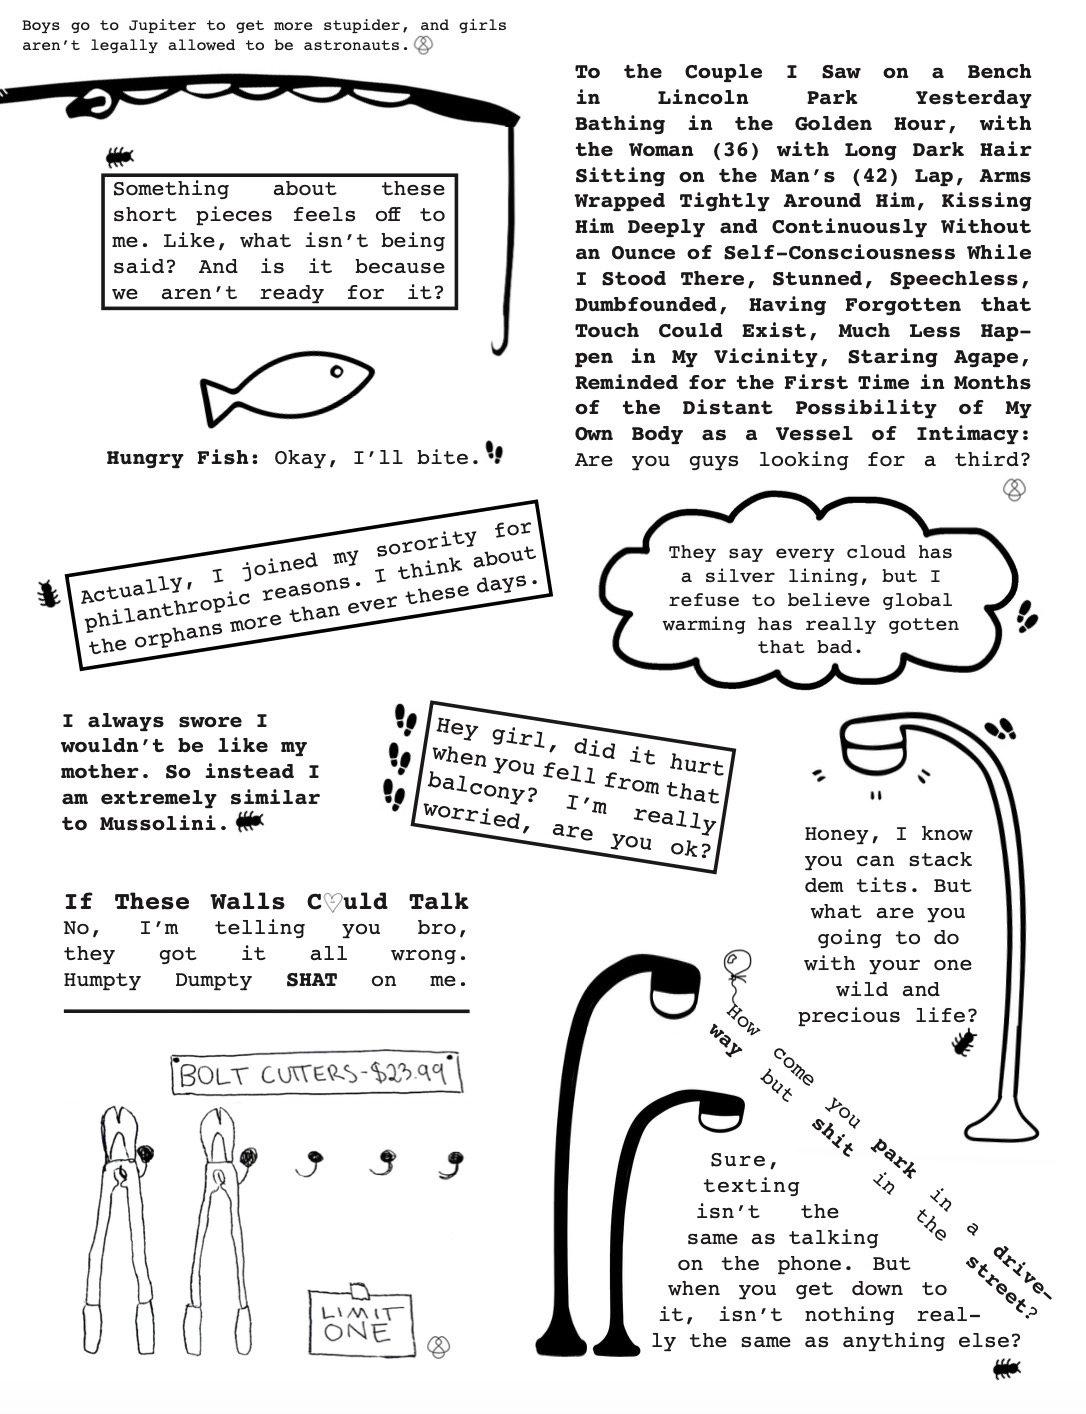 Boys go to Jupiter to get more stupider, and girls
aren't legally allowed to be astronauts.
Something about these
short pieces feels off to
me. Like, what isn't being
said? And is it because
we aren't ready for it?
Hungry Fish: Okay, I'll bite.
To the Couple I Saw on a Bench
in Lincoln Park Yesterday
Bathing in the Golden Hour, with
the Woman (36) with Long Dark Hair
Sitting on the Man's (42) Lap, Arms
Wrapped Tightly Around Him, Kissing
Him Deeply and Continuously Without
an Ounce of Self-Consciousness While
I Stood There, Stunned, Speechless,
Dumbfounded, Having Forgotten that
Touch Could Exist, Much Less Hap-
pen in My Vicinity, Staring Agape,
Reminded for the First Time in Months
of the Distant Possibility of My
Own Body as a Vessel of Intimacy:
Are you guys looking for a third?
Actually, I joined my sorority for
philanthropic reasons. I think about
the orphans more than ever these days.
They say every cloud has
a silver lining, but I
refuse to believe global
warming has really gotten
that bad.
I always swore I
wouldn't be like my
mother. So instead I
am extremely similar
to Mussolini.
Hey girl, did it hurt
when you fell from that
balcony? I'm really
worried, are you ok?
Honey, I know
you can stack
dem tits. But
what are you
going to do
with your one
wild and
precious life?
If These Walls C♡uld Talk
No, I'm telling you bro,
they got it all wrong.
Humpty Dumpty SHAT on me.
BOLT CUTTERS-$23.99
LIMIT
ONE
How come you park in a drive-
way but shit in the street?
Sure,
texting
isn't the
same as talking
on the phone. But
when you get down to
it, isn't nothing real-
ly the same as anything else?